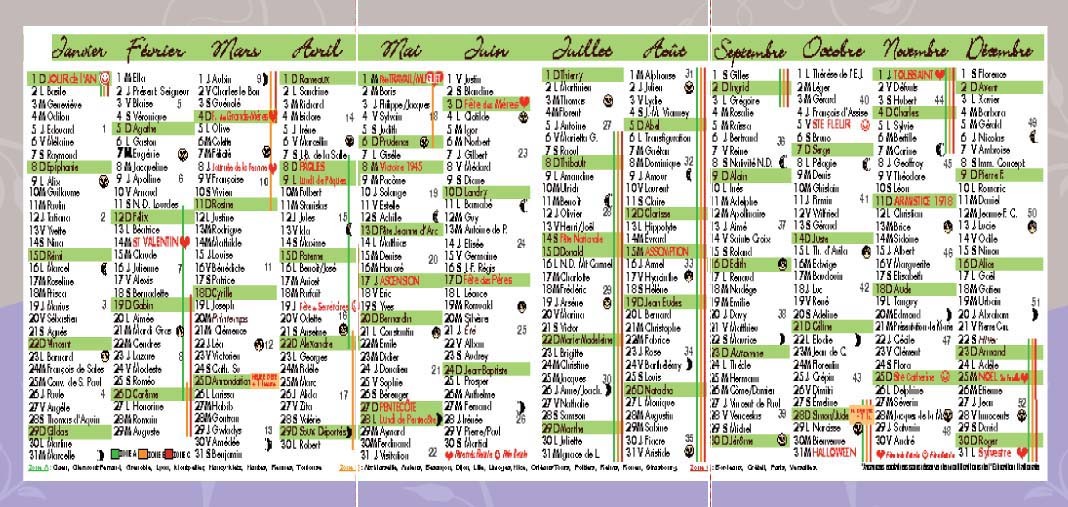 Janvier Février Mars Avril Mai Juin Juillet Août Septembre Octobre Novembre Décembre
1 D JOUR de l'AN
2 L Basile
3 M Geneviève
4 M Odilon
5 J Edouard 1
6 V Mélaine
7 S Raymond
8 D Epiphanie
9 L Alix
10 M Guillaume
11 M Paulin
12 J Tatiana 2
13 V Yvette
14 S Nina
15 D Rémi
16 L Marcel
17 M Roseline
18 M Prisca
19 J Marius 3
20 V Sébastien
21 S Agnès
22 D Vincent
23 L Barnard
24 M François de Sales
25 M Conv. de S. Paul
26 J Paule 4
27 V Angèle
28 S Thomas d'Aquin
29 D Gildas
30 L Martine
31 M Marcelle
1 M Ella
2 J Présent. Seigneur
3 V Blaise 5
4 S Véronique
5 D Agathe
6 L Gaston
7 M Eugénie
8 M Jacqueline
9 J Apolline 6
10 V Arnaud
11 S N.D. Lourdes
12 D Félix
13 L Béatrice
14 M ST VALENTIN
15 M Claude
16 J Julienne 7
17 V Alexis
18 S Bernadette
19 D Gabin
20 L Aimée
21 M Mardi Gras
22 M Cendres
23 J Lazare 8
24 V Modeste
25 S Roméo
26 D Carême
27 L Honorine
28 M Romain
29 M Auguste
1 J Aubin 9
2 V Charles le Bon
3 S Guénolé
4 D F. des Grands-Mères
5 L Olive
6 M Colette
7 M Félicité
8 J Journée de la Femme
9 V Françoise 10
10 S Vivien
11 D Rosine
12 L Justine
13 M Rodrigue
14 M Mathilde
15 J Louise
16 V Bénédicte 11
17 S Patrice
18 D Cyrille
19 L Joseph
20 M Printemps
21 M Clémence
22 J Léa 12
23 V Victorien
24 S Cath. Su
25 D Annonciation
26 L Larissa
27 M Habib
28 M Gontran
29 J Gwladys 13
30 V Amédée
31 S Benjamin
1 D Rameaux
2 L Sandrine
3 M Richard
4 M Isidore 14
5 J Irène
6 V Marcellin
7 S J.B. de la Salle
8 D PAQUES
9 L Lundi de Pâques
10 M Fulbert
11 M Stanislas
12 J Jules 15
13 V Ida
14 S Maxime
15 D Paterne
16 L Benoît/José
17 M Anicet
18 M Parfait
19 J Fête des Secrétaires
20 V Odette 16
21 S Anselme
22 D Alexandre
23 L Georges
24 M Fidèle
25 M Marc
26 J Alida 17
27 V Zita
28 S Valérie
29 D Souv. Déportés
30 L Robert
2 M Boris
3 J Philippe/Jacques
4 V Sylvain 18
5 S Judith
6 D Prudence
7 L Gisèle
8 M Victoire 1945
9 M Pacôme
10 J Solange 19
11 V Estelle
12 S Achille
13 D Fête Jeanne d'Arc
14 L Matthias
15 M Denise
16 M Honoré 20
17 J ASCENSION
18 V Eric
19 S Yves
20 D Bernardin
21 L Constantin
22 M Emile
23 M Didier
24 J Donatien 21
25 V Sophie
26 S Bérenger
27 D PENTECÔTE
28 L Lundi de Pentecôte
29 M Aymard
30 M Ferdinand
31 J Visitation 22
1 V Justin
2 S Blandine
3 D Fête des Mères
4 L Clotilde
5 M Igor
6 M Norbert
7 J Gilbert 23
8 V Médard
9 S Diane
10 D Landry
11 L Barnabé
12 M Guy
13 M Antoine de P.
14 J Elisée 24
15 V Germaine
16 S J.F. Régis
17 D Fête des Pères
18 L Léonce
19 M Romuald
20 M Silvère
21 J Été 25
22 V Alban
23 S Audrey
24 D Jean-Baptiste
25 L Prosper
26 M Anthelme
27 M Fernand
28 J Irénée 26
29 V Pierre/Paul
30 S Martial
1 D Thierry
2 L Martinien
3 M Thomas
4 M Florent
5 J Antoine 27
6 V Mariette G.
7 S Raoul
8 D Thibault
9 L Amandine
10 M Ulrich
11 M Benoît
12 J Olivier 28
13 V Henri/Joël
14 S Fête Nationale
15 D Donald
16 L N.D. Mt Carmel
17 M Charlotte
18 M Frédéric
19 J Arsène 29
20 V Marina
21 S Victor
22 D Marie-Madeleine
23 L Brigitte
24 M Christine
25 M Jacques 30
26 J Anne/Joach.
27 V Nathalie
28 S Samson
29 D Marthe
30 L Juliette
31 M Ignace de L.
1 M Alphonse 31
2 J Julien
3 V Lydie
4 S J.-M. Vianney
5 D Abel
6 L Transfiguration
7 M Gaétan
8 M Dominique 32
9 J Amour
10 V Laurent
11 S Claire
12 D Clarisse
13 L Hippolyte
14 M Evrard
15 M ASSOMPTION
16 J Armel 33
17 V Hyacinthe
18 S Hélène
19 D Jean Eudes
20 L Bernard
21 M Christophe
22 M Fabrice
23 J Rose 34
24 V Barthélemy
25 S Louis
26 D Natacha
27 L Monique
28 M Augustin
29 M Sabine
30 J Fiacre 35
31 V Aristide
1 S Gilles
2 D Ingrid
3 L Grégoire
4 M Rosalie
5 M Raïssa
6 J Bertrand 36
7 V Reine
8 S Nativité N.D.
9 D Alain
10 L Inès
11 M Adelphe
12 M Apollinaire
13 J Aimé 37
14 V Sainte Croix
15 S Roland
16 D Edith
17 L Renaud
18 M Nadège
19 M Emilie
20 J Davy 38
21 V Matthieu
22 S Maurice
23 D Automne
24 L Thècle
25 M Hermann
26 M Côme/Damien
27 J Vincent de Paul
28 V Venceslas 39
29 S Michel
30 D Jérôme
1 L Thérèse de l'E.J.
2 M Léger
3 M Gérard 40
4 J François d'Assise
5 V STE FLEUR
6 S Bruno
7 D Serge
8 L Pélagie
9 M Denis
10 M Ghislain
11 J Firmin 41
12 V Wilfried
13 S Géraud
14 D Juste
15 L Thérèse d'Avila
16 M Edwige
17 M Baudouin
18 J Luc 42
19 V René
20 S Adeline
21 D Céline
22 L Elodie
23 M Jean de C.
24 M Florentin
25 J Crépin 43
26 V Dimitri
27 S Emeline
28 D Simon/Jude
29 L Narcisse
30 M Bienvenue
31 M HALLOWEEN
1 J TOUSSAINT
2 V Défunts
3 S Hubert 44
4 D Charles
5 L Sylvie
6 M Bertille
7 M Carine
8 J Geoffroy 45
9 V Théodore
10 S Léon
11 D ARMISTICE 1918
12 L Christian
13 M Brice
14 M Sidoine
15 J Albert 46
16 V Marguerite
17 S Elisabeth
18 D Aude
19 L Tanguy
20 M Edmond
21 M Présentation de Marie
22 J Cécile 47
23 V Clément
24 S Flora
25 D Ste Catherine
26 L Delphine
27 M Séverin
28 M Jacques de la M.
29 J Saturnin
30 V André 48
1 S Florence
2 D Avent
3 L Xavier
4 M Barbara
5 M Gérald 49
6 J Nicolas
7 V Ambroise
8 S Imm. Concept
9 D Pierre F.
10 L Romaric
11 M Daniel
12 M Jeanne F. C. 50
13 J Lucie
14 V Odile
15 S Ninon
16 D Alice
17 L Gaël
18 M Gatien
19 M Urbain 51
20 J Abraham
21 V Pierre Can.
22 S Hiver
23 D Armand
24 L Adèle
25 M NOËL
26 M Etienne
27 J Jean 52
28 V Innocents
29 S David
30 D Roger
31 L Sylvestre
ZONE A ZONE B ZONE C
Zone A : Caen, Clermont-Ferrand, Grenoble, Lyon, Montpellier, Nancy-Metz, Nantes, Rennes, Toulouse
: Aix-Marseille, Amiens, Besançon, Dijon, Lille, Limoges, Nice, Orléans-Tours, Poitiers, Reims, Rouen, Strasbourg.
: Bordeaux, Créteil, Paris, Versailles.